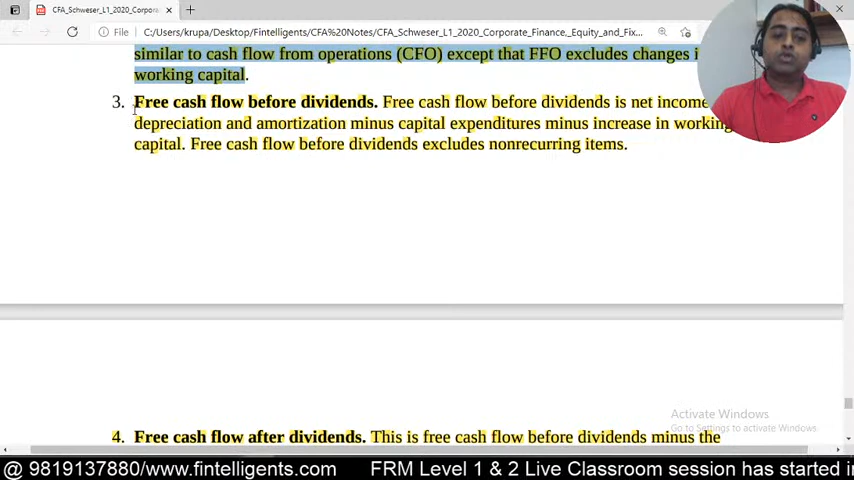 CFA_Schweser_L1_2020_Corpora
File
C:/Users/krupa/Desktop/Fintelligents/CFA%20Notes/CFA_Schweser_L1_2020_Corporate_Finance_Equity_and_Fix...
similar to cash flow from operations (CFO) except that FFO excludes changes i
working capital.
3. Free cash flow before dividends. Free cash flow before dividends is net income
depreciation and amortization minus capital expenditures minus increase in working
capital. Free cash flow before dividends excludes nonrecurring items.
4. Free cash flow after dividends. This is free cash flow before dividends minus the
Activate Windows
Go to Settings to activate Windows.
@ 9819137880/www.fintelligents.com FRM Level 1 & 2 Live Classroom session has started i